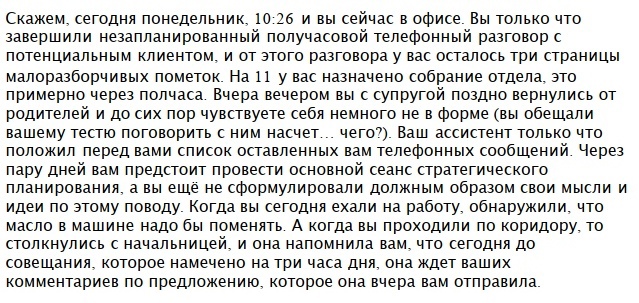 Скажем, сегодня понедельник, 10:26 и вы сейчас в офисе. Вы только что
завершили незапланированный получасовой телефонный разговор с
потенциальным клиентом, и от этого разговора у вас осталось три страницы
малоразборчивых пометок. На 11 у вас назначено собрание отдела, это
примерно через полчаса. Вчера вечером вы с супругой поздно вернулись от
родителей и до сих пор чувствуете себя немного не в форме (вы обещали
вашему тестю поговорить с ним насчет… чего?). Ваш ассистент только что
положил перед вами список оставленных вам телефонных сообщений. Через
пару дней вам предстоит провести основной сеанс стратегического
планирования, а вы ещё не сформулировали должным образом свои мысли и
идеи по этому поводу. Когда вы сегодня ехали на работу, обнаружили, что
масло в машине надо бы поменять. А когда вы проходили по коридору, то
столкнулись с начальницей, и она напомнила вам, что сегодня до
совещания, которое намечено на три часа дня, она ждет ваших
комментариев по предложению, которое она вчера вам отправила.